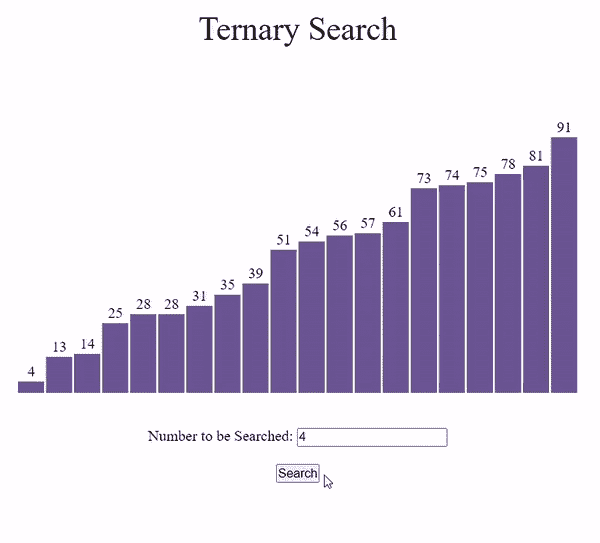 Ternary Search
4 13 14 25 28 28 31 35 39 51 54 56 57 61 73 74 75 78 81 91
Number to be Searched: 4
Search